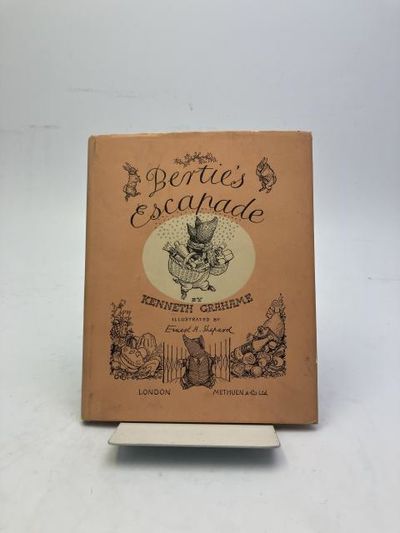 Bertie's
Escapade
BY
KENNETH GRAHAME
ILLUSTRATED BY
Ernest H. Shepard
LONDON METHUEN & Co Ltd.